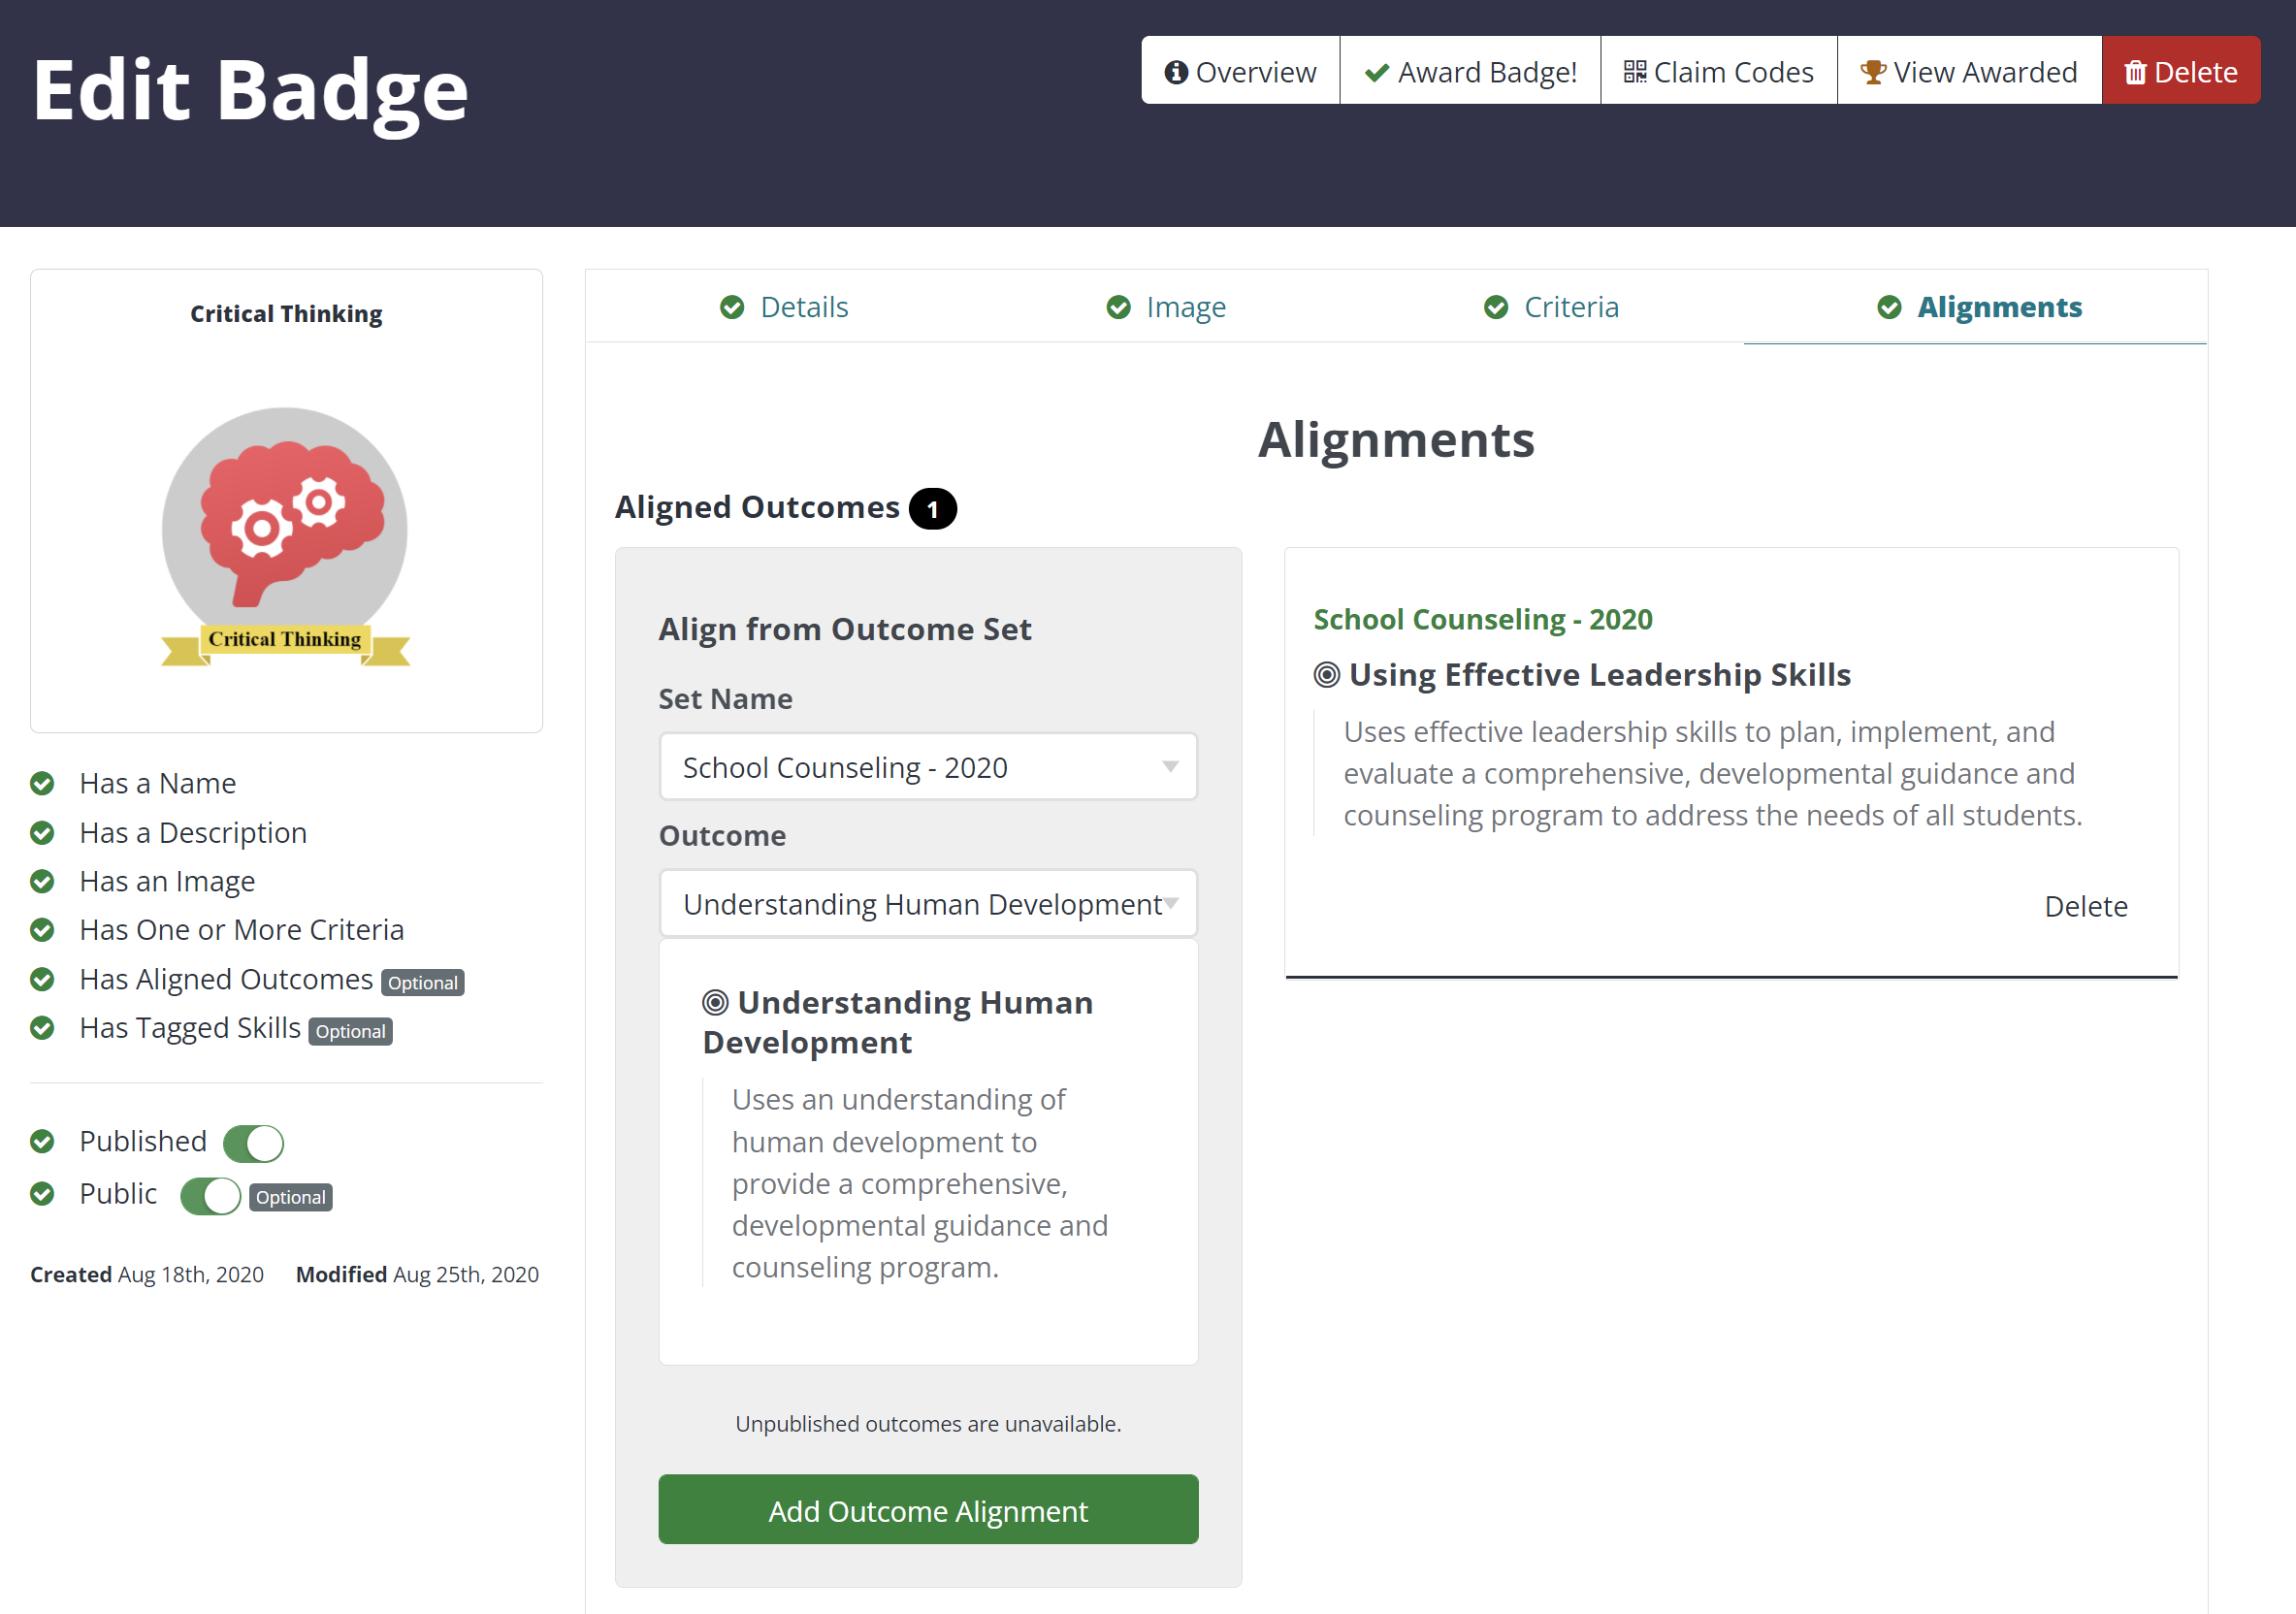 Edit Badge
Overview
Award Badge!
Claim Codes
View Awarded
Delete
Critical Thinking
Critical Thinking
Has a Name
Has a Description
Has an Image
Has One or More Criteria
Has Aligned Outcomes Optional
Has Tagged Skills Optional
Published
Public Optional
Created Aug 18th, 2020 Modified Aug 25th, 2020
Details
Image
Criteria
Alignments
Alignments
Aligned Outcomes 1
Align from Outcome Set
Set Name
School Counseling - 2020
Outcome
Understanding Human Development
Understanding Human
Development
Uses an understanding of
human development to
provide a comprehensive,
developmental guidance and
counseling program.
Unpublished outcomes are unavailable.
Add Outcome Alignment
School Counseling - 2020
Using Effective Leadership Skills
Uses effective leadership skills to plan, implement, and
evaluate a comprehensive, developmental guidance and
counseling program to address the needs of all students.
Delete